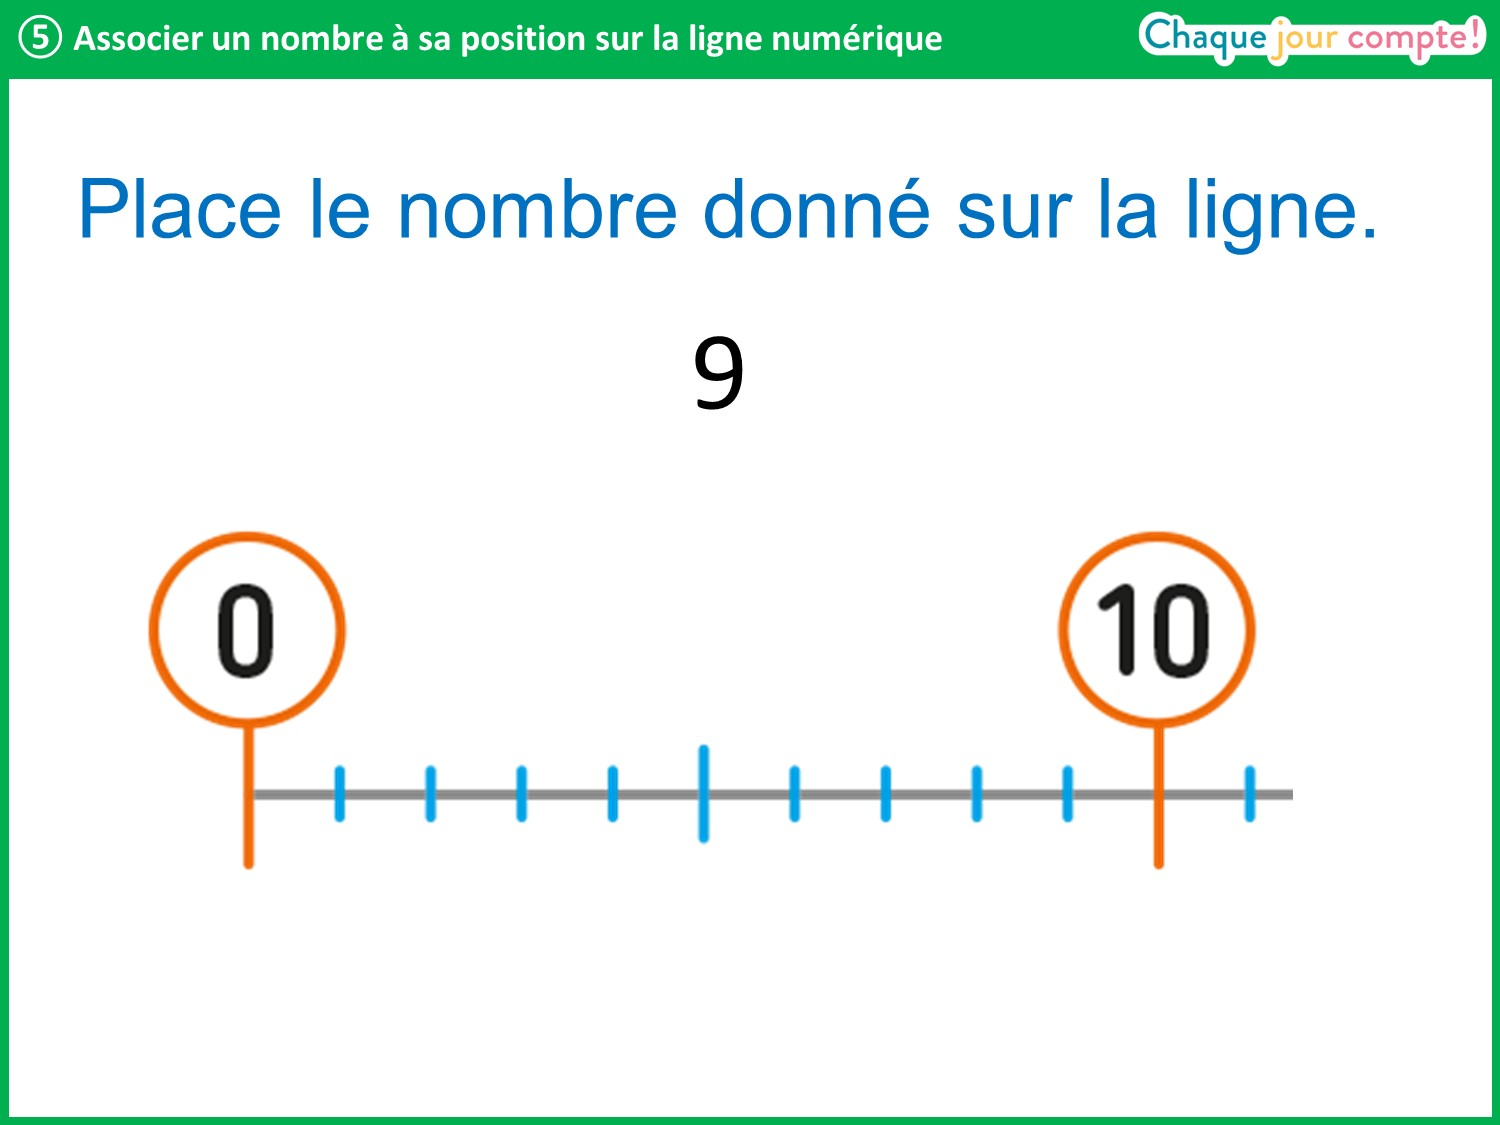 ⑤ Associer un nombre à sa position sur la ligne numérique
Chaque jour compte!
Place le nombre donné sur la ligne.
9
0
10